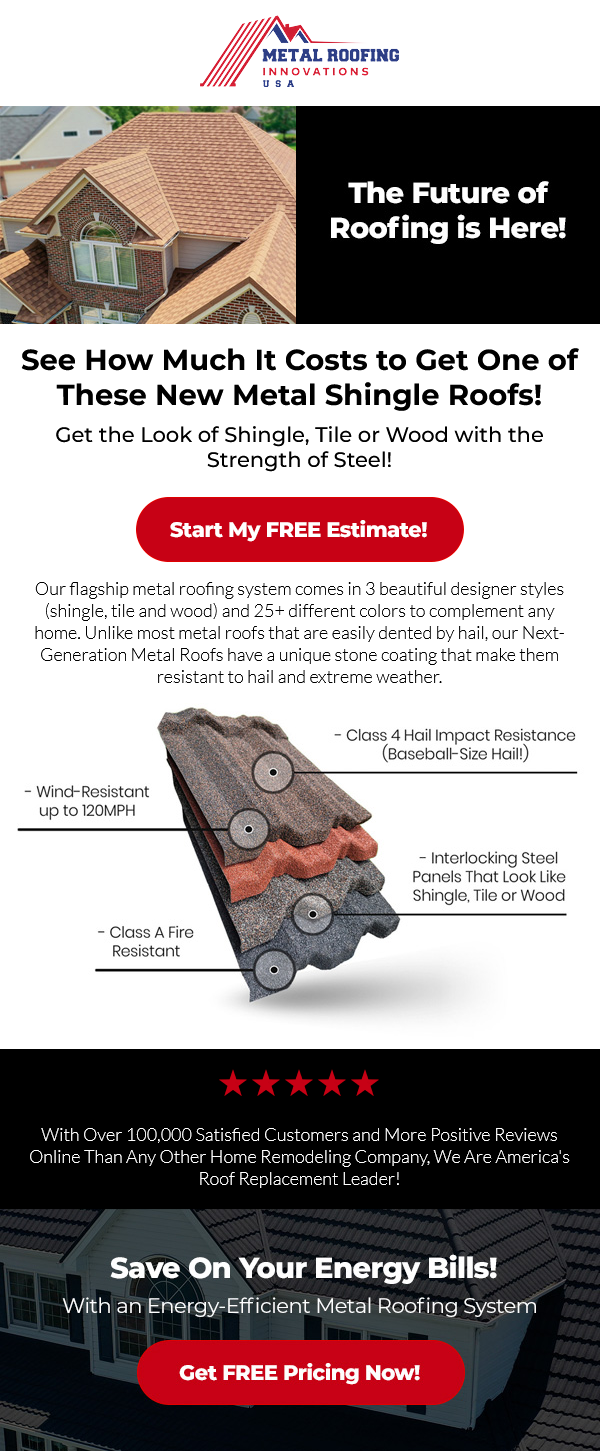 METAL ROOFING
INNOVATIONS
USA
The Future of
Roofing is Here!
See How Much It Costs to Get One of
These New Metal Shingle Roofs!
Get the Look of Shingle, Tile or Wood with the
Strength of Steel!
Start My FREE Estimate!
Our flagship metal roofing system comes in 3 beautiful designer styles
(shingle, tile and wood) and 25+ different colors to complement any
home. Unlike most metal roofs that are easily dented by hail, our Next-
Generation Metal Roofs have a unique stone coating that make them
resistant to hail and extreme weather.
- Class 4 Hail Impact Resistance
(Baseball-Size Hail!)
- Wind-Resistant
up to 120MPH
- Interlocking Steel
Panels That Look Like
Shingle, Tile or Wood
- Class A Fire
Resistant
With Over 100,000 Satisfied Customers and More Positive Reviews
Online Than Any Other Home Remodeling Company, We Are America's
Roof Replacement Leader!
Save On Your Energy Bills!
With an Energy-Efficient Metal Roofing System
Get FREE Pricing Now!